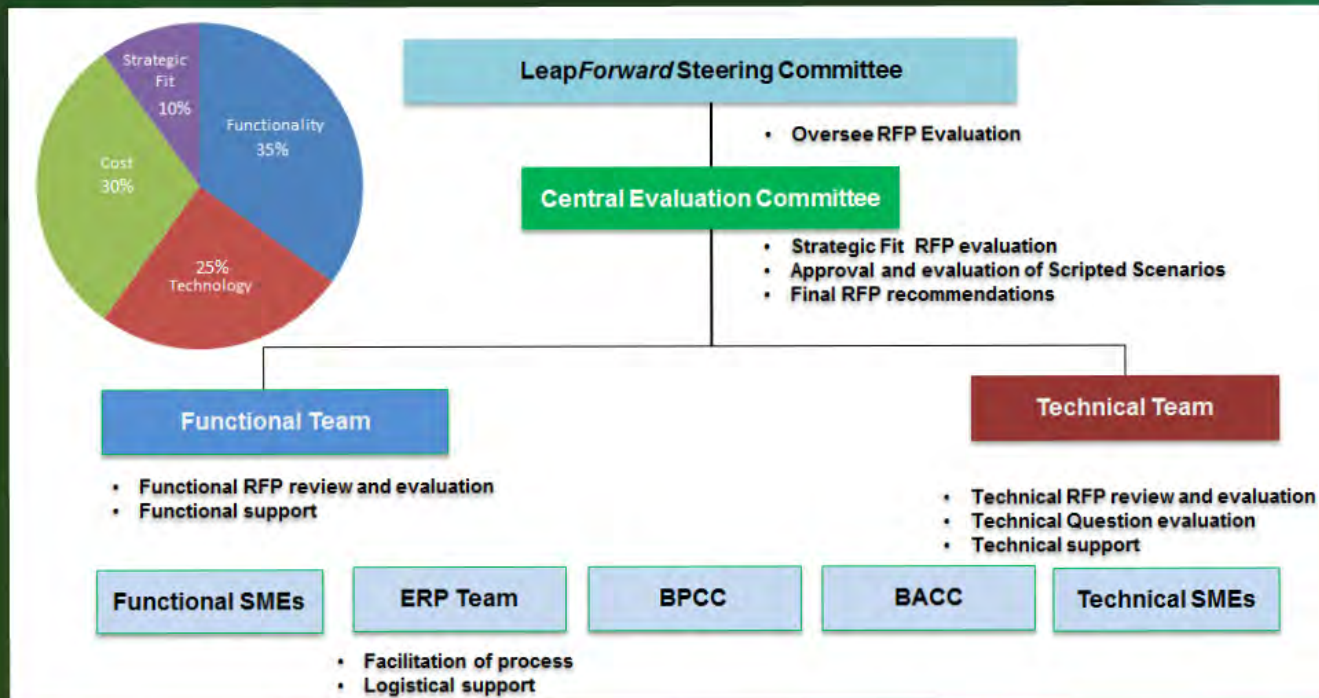 Strategic
Fit
10%
Functionality
35%
Cost
30%
25%
Technology
LeapForward Steering Committee
• Oversee RFP Evaluation
Central Evaluation Committee
• Strategic Fit RFP evaluation
• Approval and evaluation of Scripted Scenarios
• Final RFP recommendations
Functional Team
• Functional RFP review and evaluation
• Functional support
Technical Team
• Technical RFP review and evaluation
• Technical Question evaluation
• Technical support
Functional SMEs
ERP Team
BPCC
BACC
Technical SMEs
• Facilitation of process
• Logistical support